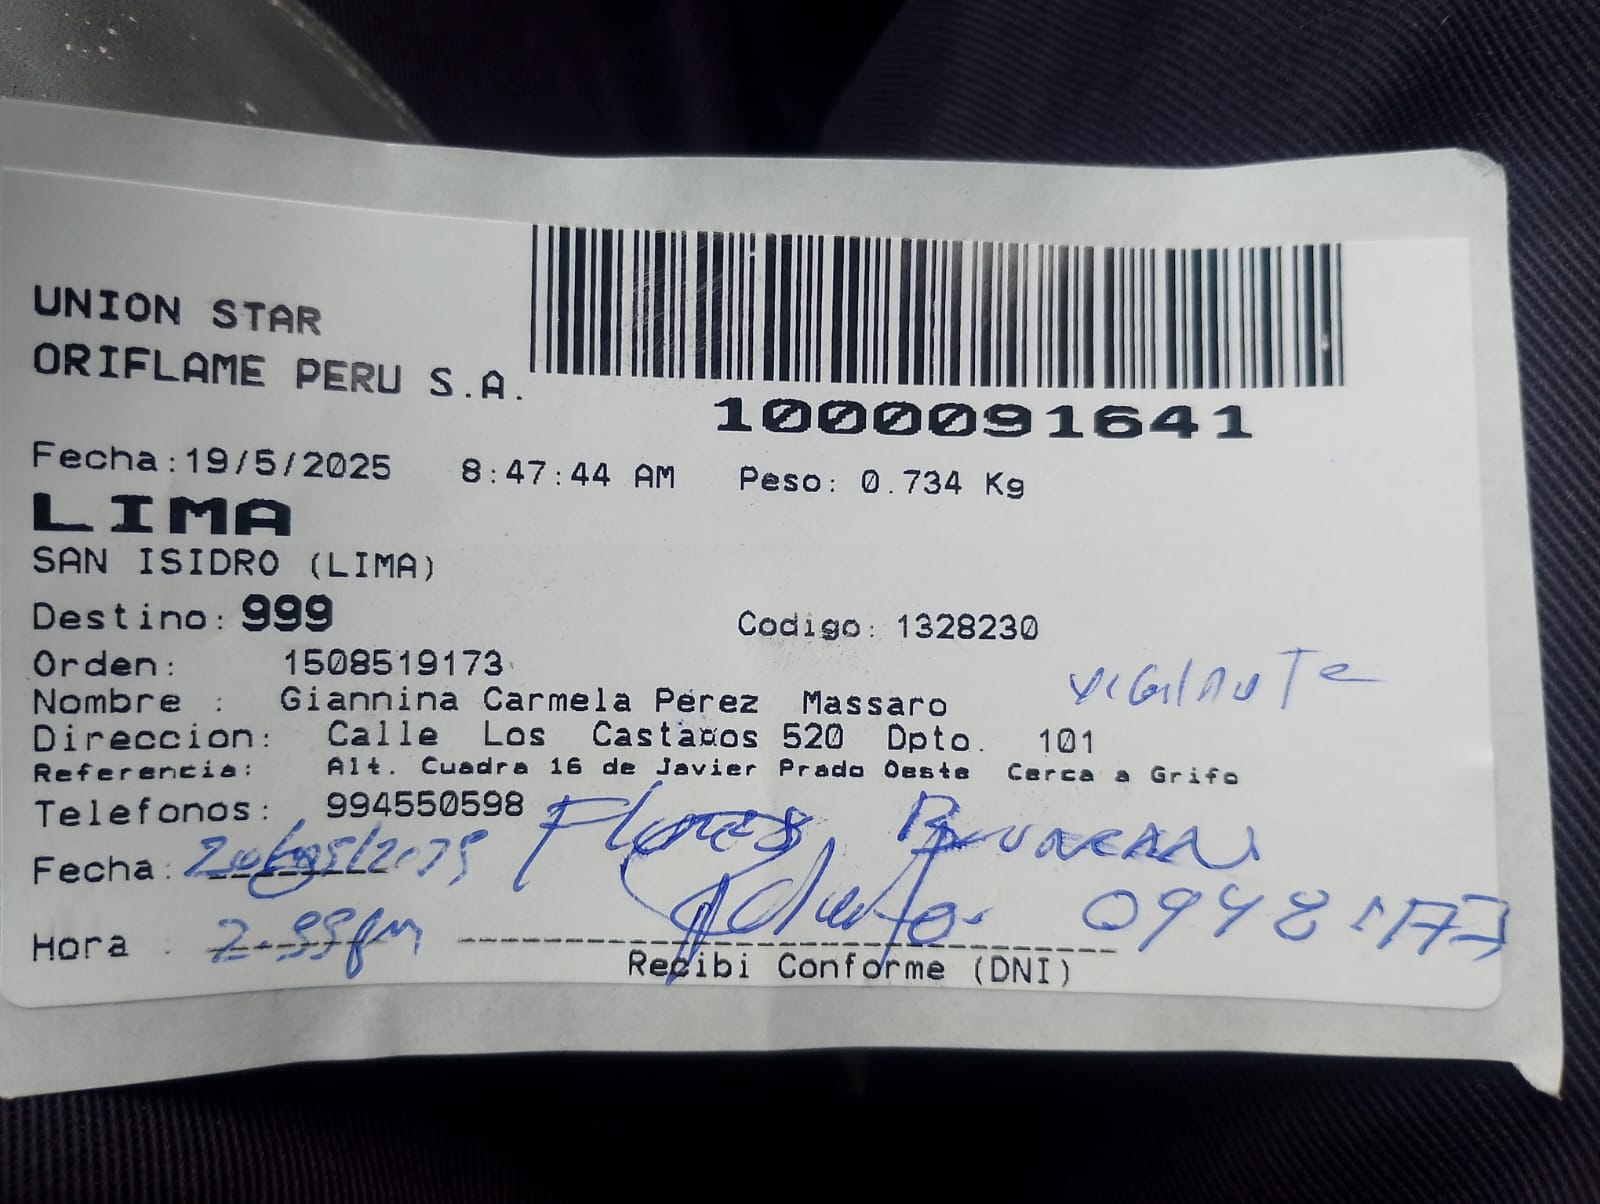 UNION STAR
ORIFLAME PERU S.A.
1000091641
Fecha:19/5/2025 8:47:44 AM Peso: 0.734 Kg
LIMA
SAN ISIDRO (LIMA)
Destino: 999 Codigo: 1328230
Orden: 1508519173
vigilante
Nombre : Giannina Carmela Perez Massaro
Direccion: Calle Los Casta¤os 520 Dpto. 101
Referencia: Alt. Cuadra 16 de Javier Prado Oeste Cerca a Grifo
Telefonos: 994550598
Flores
Fecha:
Hora :
Recibi Conforme (DNI)